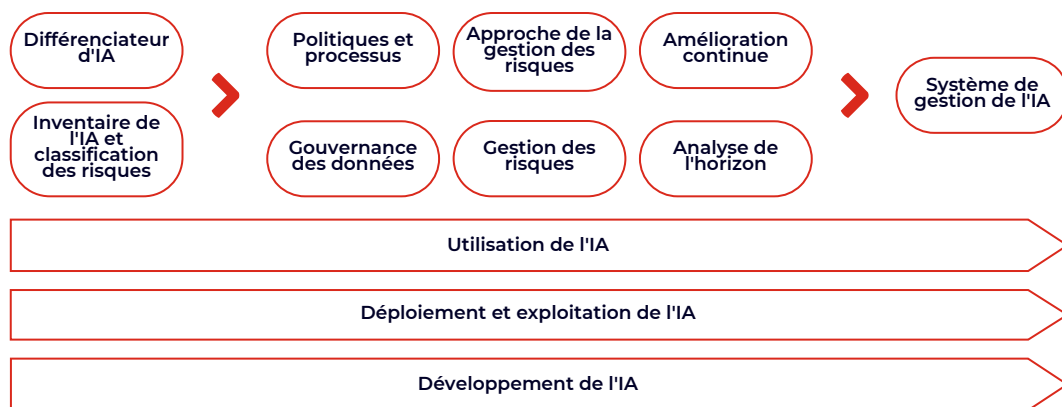 Différenciateur
d'IA
Inventaire de
l'IA et
classification
des risques
Politiques et
processus
Approche de la
gestion des
risques
Amélioration
continue
Gouvernance
des données
Gestion des
risques
Analyse de
l'horizon
Système de
gestion de l'IA
Utilisation de l'IA
Déploiement et exploitation de l'IA
Développement de l'IA